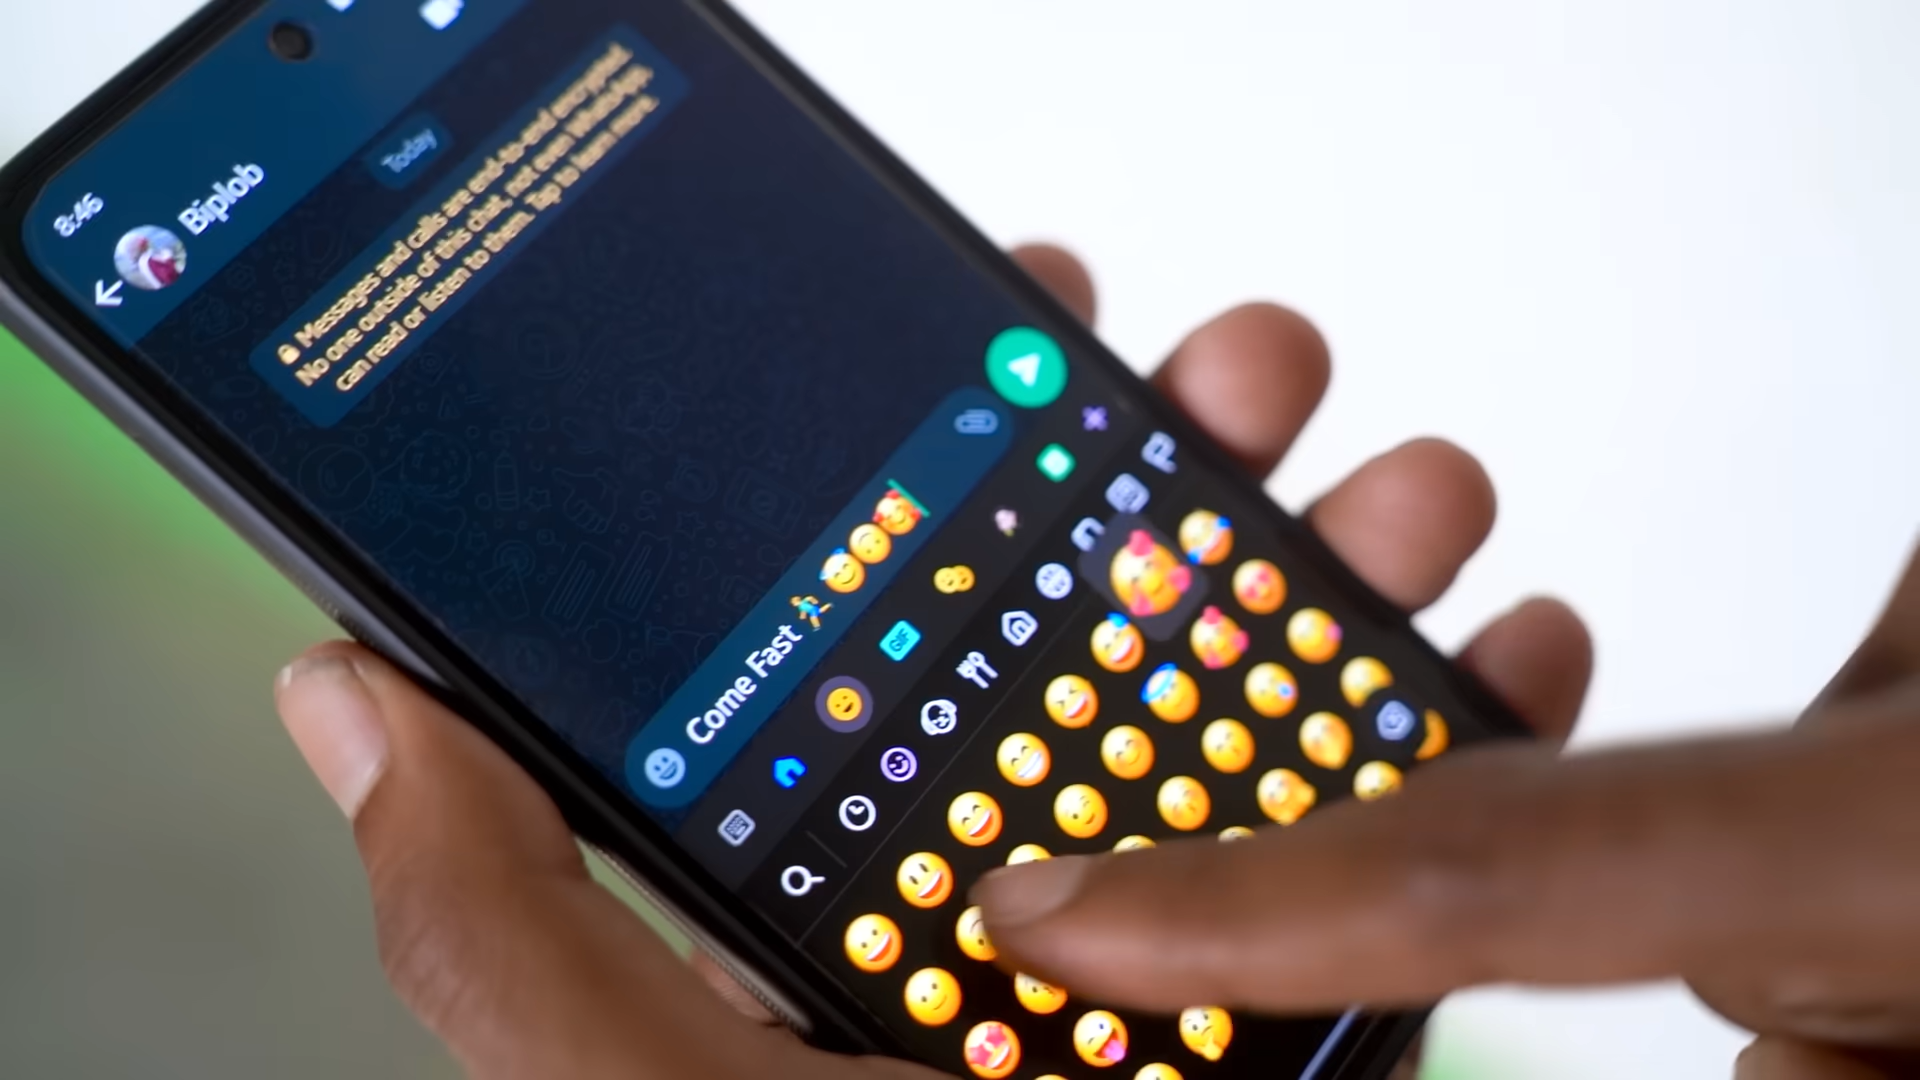 8:46
Biplob
Today
🔒 Messages and calls are end-to-end encrypted.
No one outside of this chat, not even WhatsApp,
can read or listen to them. Tap to learn more.
Come Fast 🏃😅🙃🥰
GIF